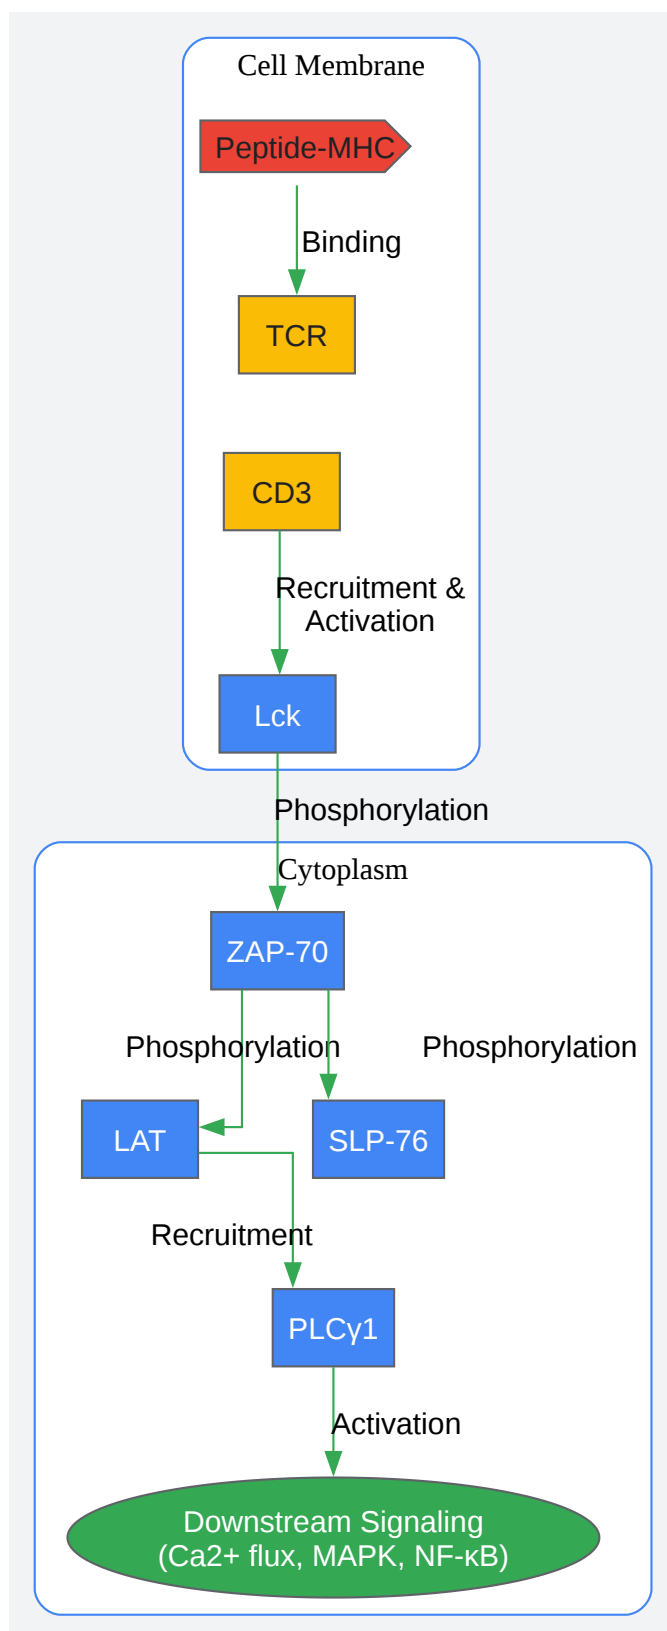 Cell Membrane
Peptide-MHC
Binding
TCR
CD3
Recruitment &
Activation
Lck
Phosphorylation
Cytoplasm
ZAP-70
Phosphorylation
Phosphorylation
LAT
SLP-76
Recruitment
PLCγ1
Activation
Downstream Signaling
(Ca2+ flux, MAPK, NF-κB)